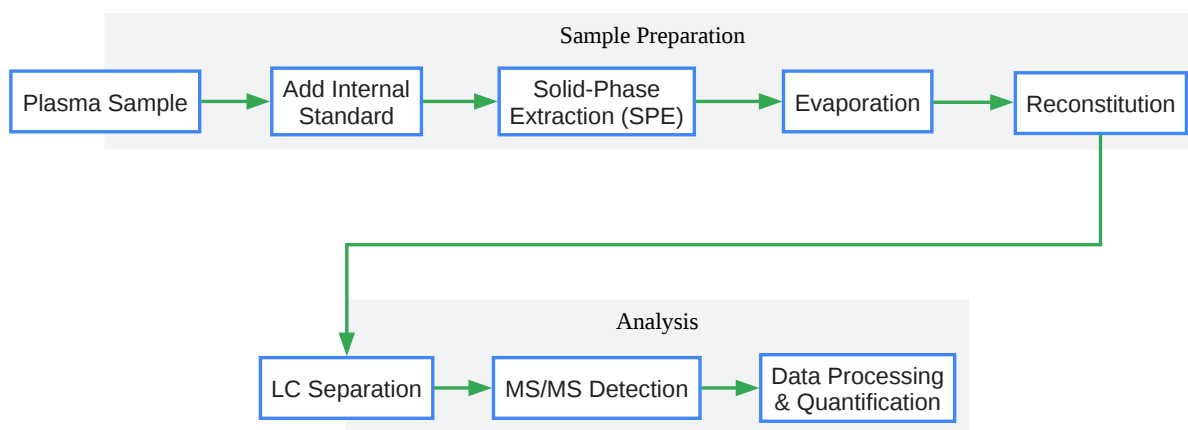 Sample Preparation
Plasma Sample
Add Internal
Standard
Solid-Phase
Extraction (SPE)
Evaporation
Reconstitution
Analysis
LC Separation
MS/MS Detection
Data Processing
& Quantification